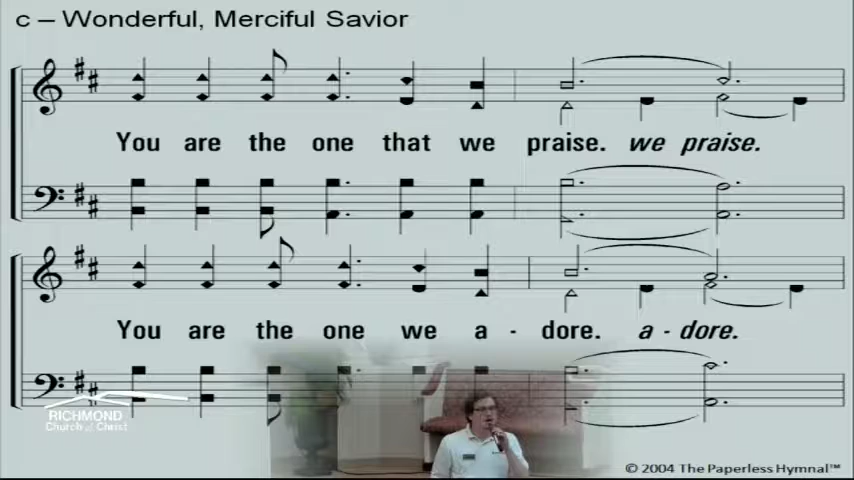 c – Wonderful, Merciful Savior
You are the one that we praise. we praise.
You are the one we a - dore. a - dore.
RICHMOND
Church of Christ
© 2004 The Paperless Hymnal™